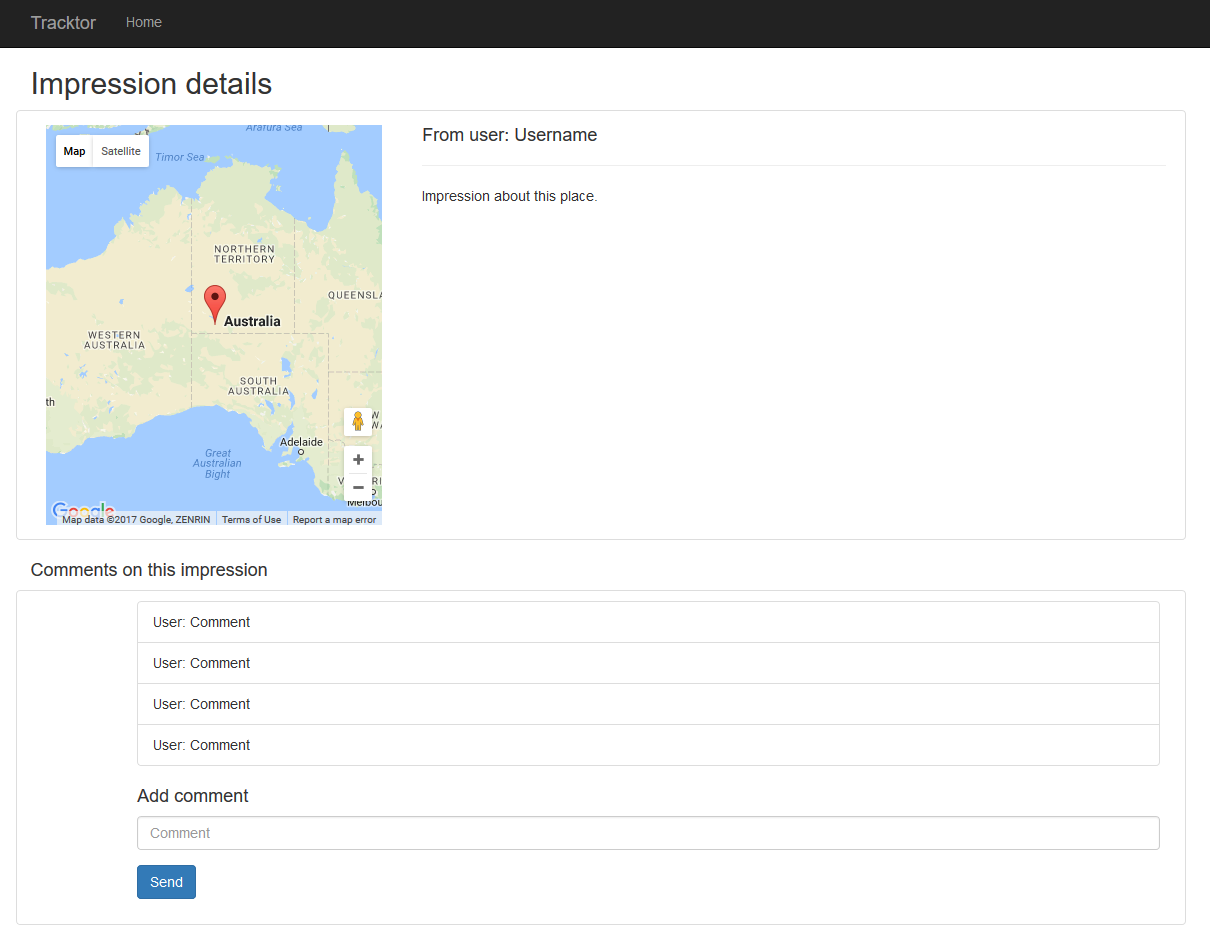 Tracktor Home
Impression details
Map Satellite
Arafura Sea
Timor Sea
NORTHERN
TERRITORY
QUEENSLA
Australia
WESTERN
AUSTRALIA
SOUTH
AUSTRALIA
th
Adelaide
Great
Australian
Bight
Google
Map data ©2017 Google, ZENRIN Terms of Use Report a map error
From user: Username
Impression about this place.
Comments on this impression
User: Comment
User: Comment
User: Comment
User: Comment
Add comment
Comment
Send